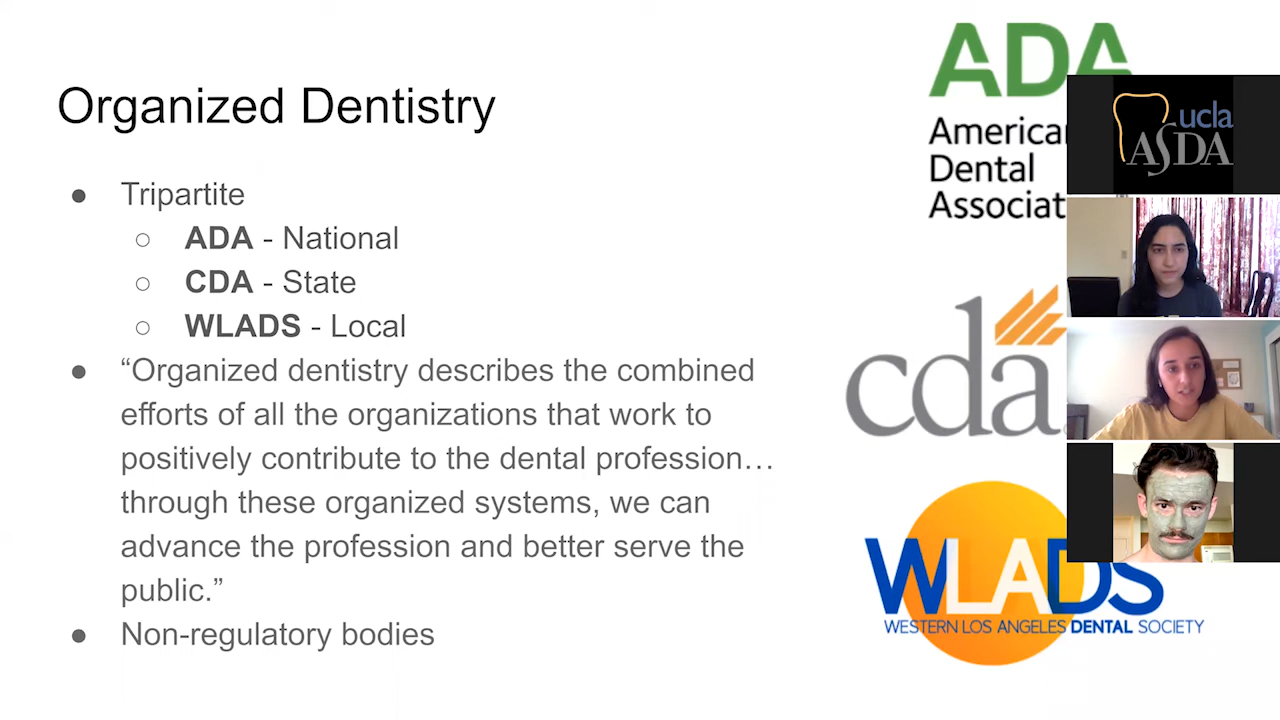 Organized Dentistry
● Tripartite
○ ADA - National
○ CDA - State
○ WLADS - Local
● “Organized dentistry describes the combined
efforts of all the organizations that work to
positively contribute to the dental profession…
through these organized systems, we can
advance the profession and better serve the
public.”
● Non-regulatory bodies
ADA
American
Dental
Associat
ucla
ASDA
cda
WLADS
WESTERN LOS ANGELES DENTAL SOCIETY